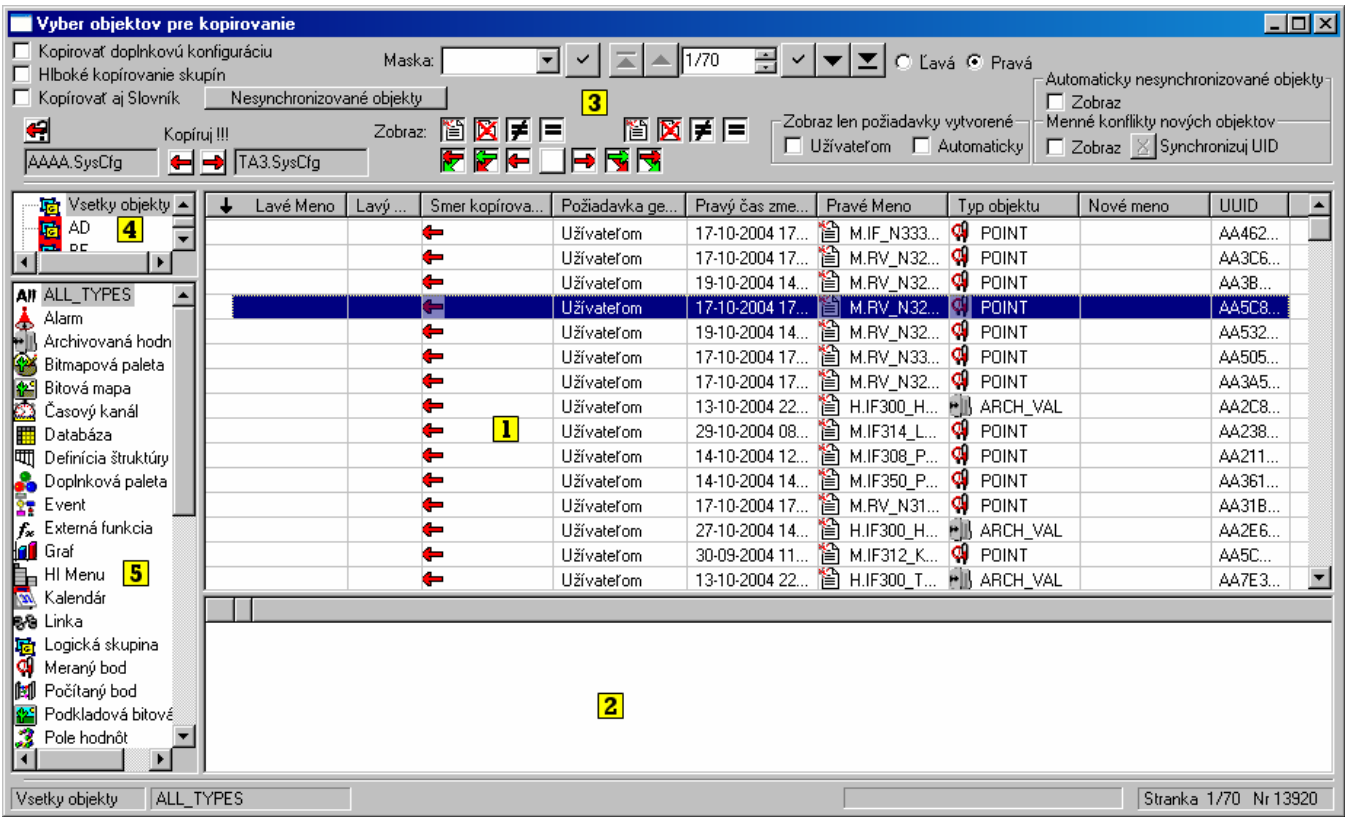 Vyber objektov pre kopirovanie
Kopirovať doplnkovú konfiguráciu
Hlboké kopírovanie skupín
Kopírovať aj Slovník
Nesynchronizované objekty
Maska:
1/70
Ľavá
Pravá
3
Automaticky nesynchronizované objekty
Zobraz
Kopíruj !!!
Zobraz:
Zobraz len požiadavky vytvorené
Užívateľom
Automaticky
Menné konflikty nových objektov
Zobraz
Synchronizuj UID
AAAA.SysCfg
TA3.SysCfg
Vsetky objekty
AD
4
Lavé Meno Lavý ... Smer kopírova... Požiadavka ge... Pravý čas zme... Pravé Meno Typ objektu Nové meno UUID
Užívateľom 17-10-2004 17... M.IF_N333... POINT AA462...
Užívateľom 17-10-2004 17... M.RV_N32... POINT AA3C6...
Užívateľom 19-10-2004 14... M.RV_N32... POINT AA3B...
Užívateľom 17-10-2004 17... M.RV_N32... POINT AA5C8...
Užívateľom 19-10-2004 14... M.RV_N32... POINT AA532...
Užívateľom 17-10-2004 17... M.RV_N33... POINT AA505...
Užívateľom 17-10-2004 17... M.RV_N32... POINT AA3A5...
Užívateľom 13-10-2004 22... H.IF300_H... ARCH_VAL AA2C8...
Užívateľom 29-10-2004 08... M.IF314_L... POINT AA238...
Užívateľom 14-10-2004 12... M.IF308_P... POINT AA211...
Užívateľom 14-10-2004 14... M.IF350_P... POINT AA361...
Užívateľom 17-10-2004 17... M.RV_N31... POINT AA31B...
Užívateľom 27-10-2004 14... H.IF300_H... ARCH_VAL AA2E6...
Užívateľom 30-09-2004 11... M.IF312_K... POINT AA5C...
Užívateľom 13-10-2004 22... H.IF300_T... ARCH_VAL AA7E3...
1
All ALL_TYPES
Alarm
Archivovaná hodn
Bitmapová paleta
Bitová mapa
Časový kanál
Databáza
Definícia štruktúry
Doplnková paleta
Event
Externá funkcia
Graf
HI Menu
5
Kalendár
Linka
Logická skupina
Meraný bod
Počítaný bod
Podkladová bitová
Pole hodnôt
2
Vsetky objekty
ALL_TYPES
Stranka 1/70 Nr 13920